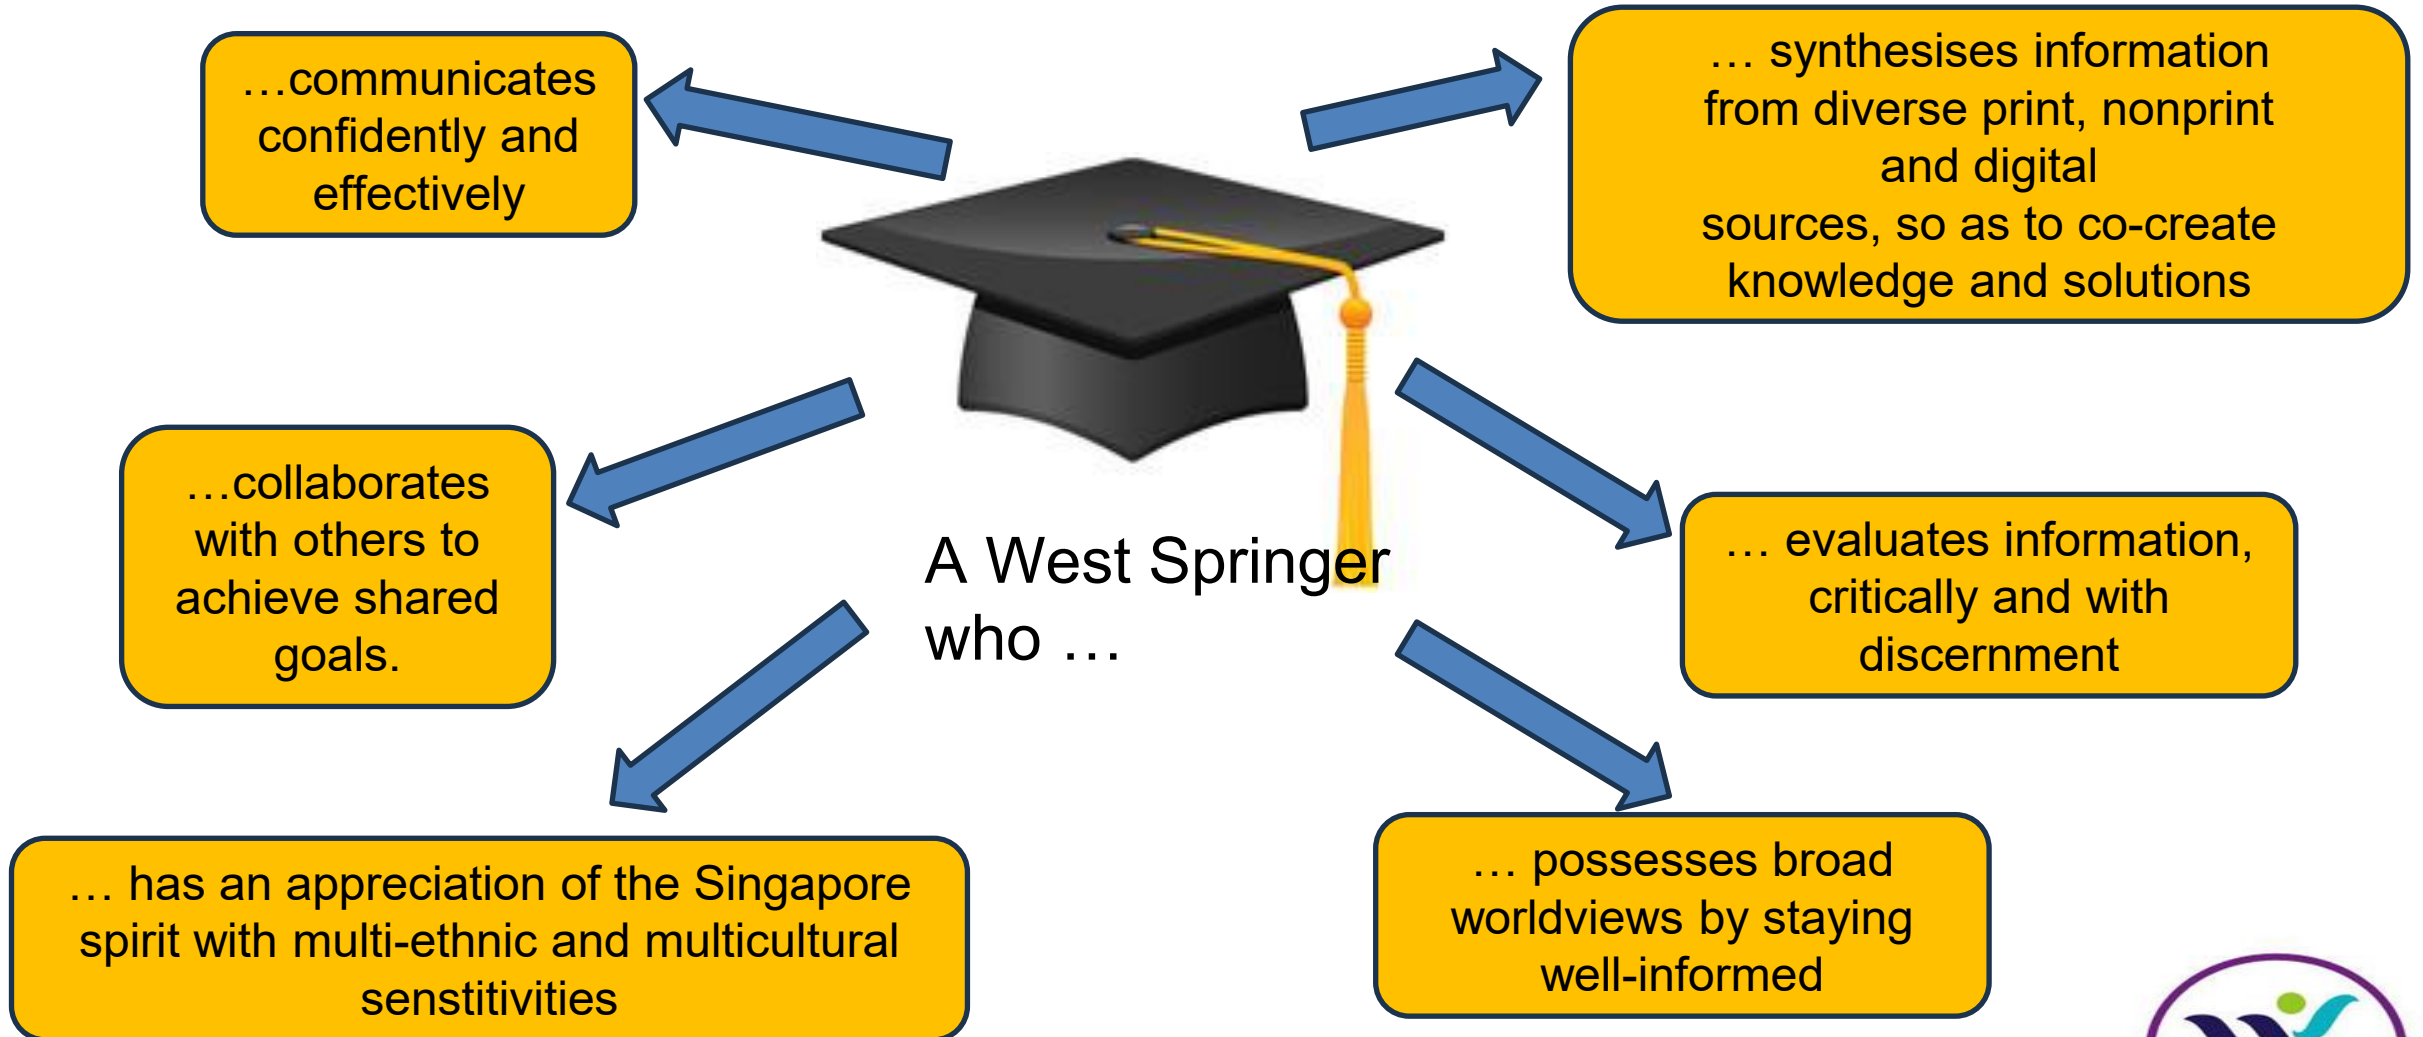 …communicates
confidently and
effectively
… synthesises information
from diverse print, nonprint
and digital
sources, so as to co-create
knowledge and solutions
…collaborates
with others to
achieve shared
goals.
A West Springer
who …
… evaluates information,
critically and with
discernment
… has an appreciation of the Singapore
spirit with multi-ethnic and multicultural
senstitivities
… possesses broad
worldviews by staying
well-informed